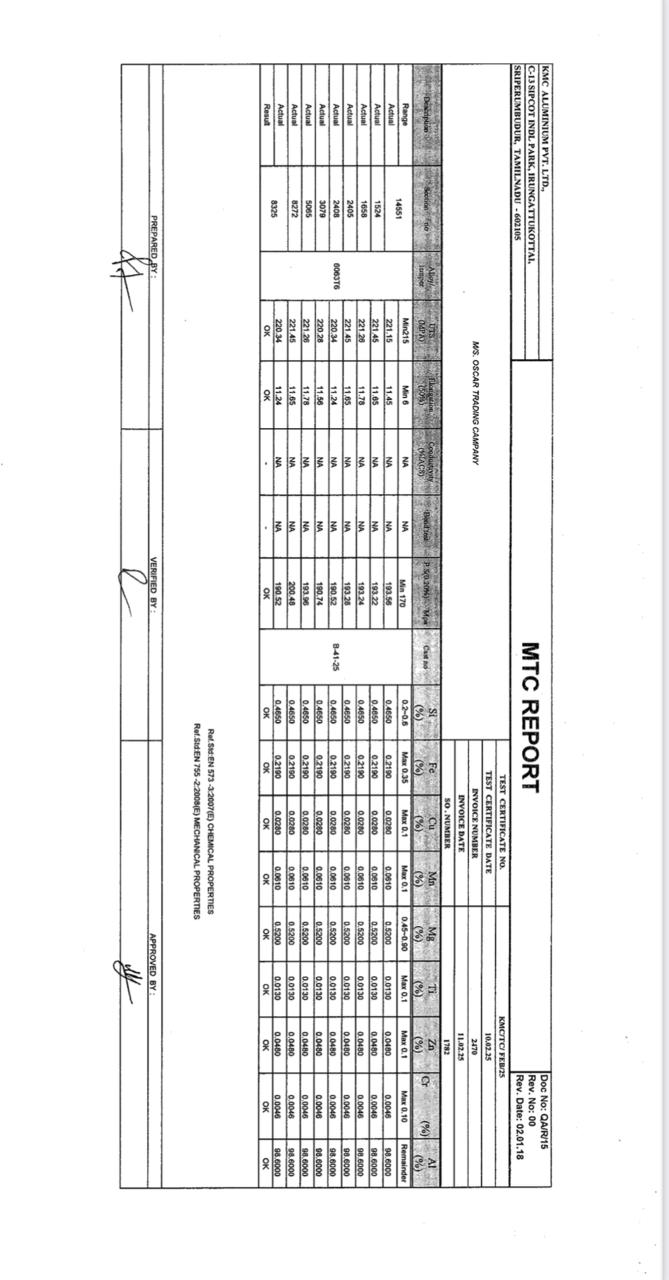 KMC ALUMINIUM PVT. LTD.,
C-13 SIPCOT INDL PARK, IRUNGATTUKOTTAI,
SRIPERUMBUDUR, TAMILNADU - 602105
MTC REPORT
Doc No: QA/R/15
Rev. No: 00
Rev. Date: 02.01.18
M/S. OSCAR TRADING CAMPANY
TEST CERTIFICATE NO. KMC/TC/ FEB/25
TEST CERTIFICATE DATE 10.02.25
INVOICE NUMBER 2470
INVOICE DATE 11.02.25
SO . NUMBER 1782
Description Section no Alloy/ temper UTS (MPA) Elongation (50%) Conductivity (%IACS) Bend test P.S(0.20%) Mpa Cast no Si (%) Fe (%) Cu (%) Mn (%) Mg (%) Ti (%) Zn (%) Cr (%) Al (%)
Range 14551 Min215 Min 6 NA NA Min 170 0.2-0.6 Max 0.35 Max 0.1 Max 0.1 0.45-0.90 Max 0.1 Max 0.1 Max 0.10 Remainder
Actual 221.15 11.45 NA NA 193.56 0.4650 0.2190 0.0280 0.0610 0.5200 0.0130 0.0480 0.0046 98.6000
Actual 1524 221.45 11.65 NA NA 193.22 0.4650 0.2190 0.0280 0.0610 0.5200 0.0130 0.0480 0.0046 98.6000
Actual 1658 221.26 11.78 NA NA 193.24 0.4650 0.2190 0.0280 0.0610 0.5200 0.0130 0.0480 0.0046 98.6000
Actual 2405 221.45 11.65 NA NA 193.28 0.4650 0.2190 0.0280 0.0610 0.5200 0.0130 0.0480 0.0046 98.6000
Actual 2408 6063T6 220.34 11.24 NA NA 190.52 B-41-25 0.4650 0.2190 0.0280 0.0610 0.5200 0.0130 0.0480 0.0046 98.6000
Actual 3079 220.28 11.56 NA NA 190.74 0.4650 0.2190 0.0280 0.0610 0.5200 0.0130 0.0480 0.0046 98.6000
Actual 5065 221.26 11.78 NA NA 193.96 0.4650 0.2190 0.0280 0.0610 0.5200 0.0130 0.0480 0.0046 98.6000
Actual 8272 221.45 11.65 NA NA 200.48 0.4650 0.2190 0.0280 0.0610 0.5200 0.0130 0.0480 0.0046 98.6000
Actual 8325 220.34 11.24 NA NA 190.52 0.4650 0.2190 0.0280 0.0610 0.5200 0.0130 0.0480 0.0046 98.6000
Result OK OK - - OK OK OK OK OK OK OK OK OK OK
Ref.Std:EN 573 -3:2007(E) CHEMICAL PROPERTIES
Ref.Std:EN 755 -2:2008(E) MECHANICAL PROPERTIES
PREPARED BY : VERIFIED BY : APPROVED BY :